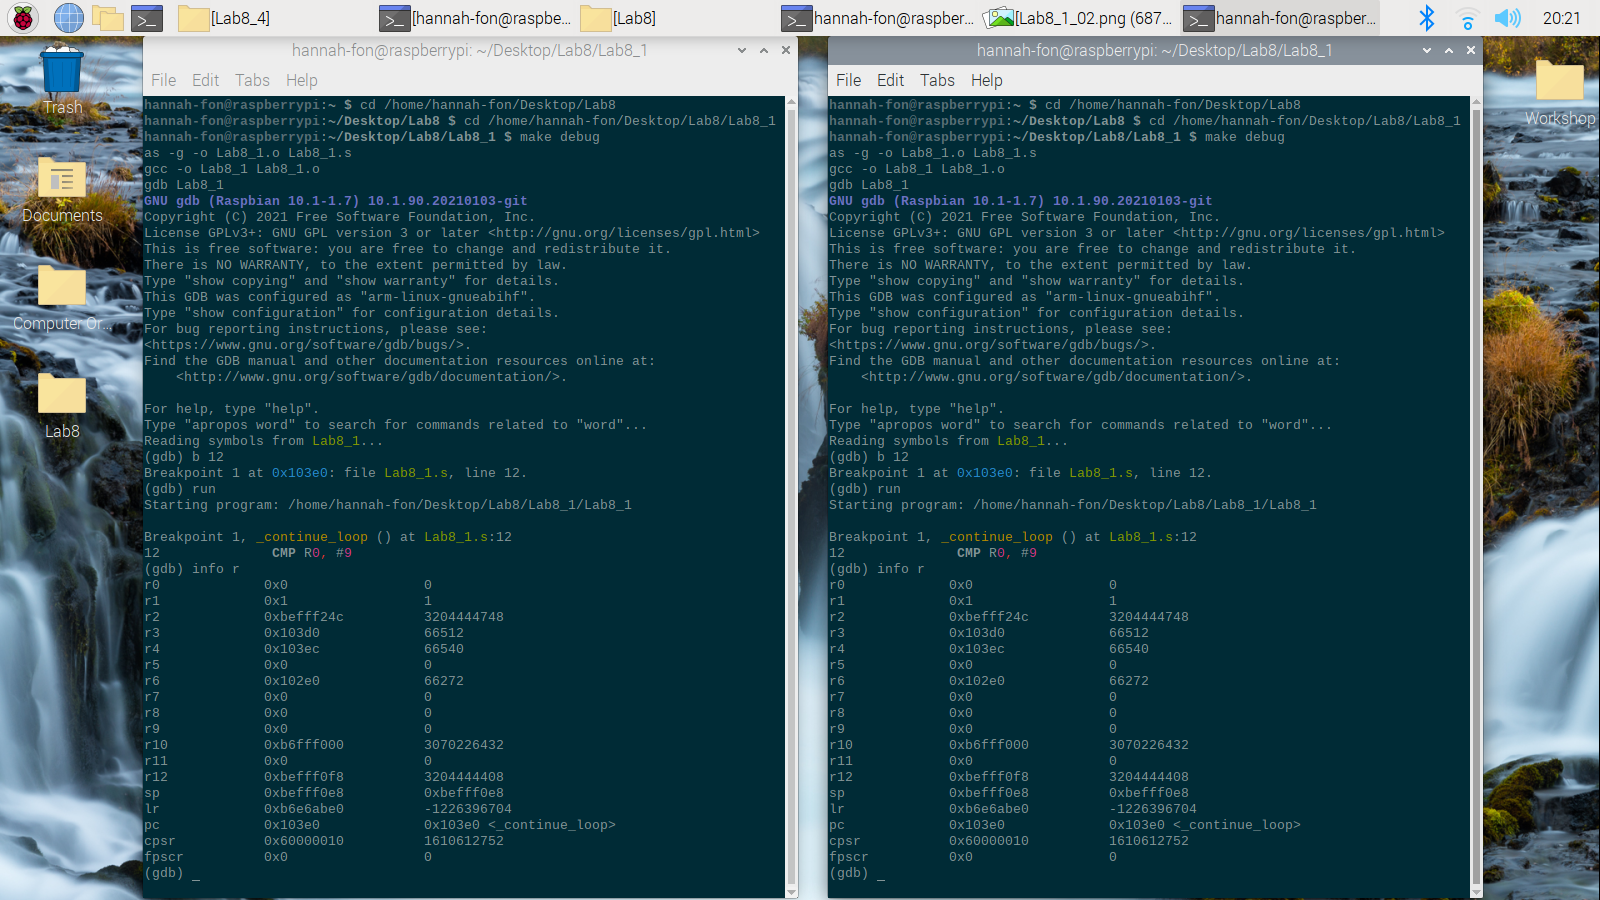 [Lab8_4]
[hannah-fon@raspbe...
[Lab8]
hannah-fon@raspber...
[Lab8_1_02.png (687...
hannah-fon@raspber...
20:21
Trash
Documents
Computer Or...
Lab8
hannah-fon@raspberrypi: ~/Desktop/Lab8/Lab8_1
File Edit Tabs Help
hannah-fon@raspberrypi:~ $ cd /home/hannah-fon/Desktop/Lab8
hannah-fon@raspberrypi:~/Desktop/Lab8 $ cd /home/hannah-fon/Desktop/Lab8/Lab8_1
hannah-fon@raspberrypi:~/Desktop/Lab8/Lab8_1 $ make debug
as -g -o Lab8_1.o Lab8_1.s
gcc -o Lab8_1 Lab8_1.o
gdb Lab8_1
GNU gdb (Raspbian 10.1-1.7) 10.1.90.20210103-git
Copyright (C) 2021 Free Software Foundation, Inc.
License GPLv3+: GNU GPL version 3 or later <http://gnu.org/licenses/gpl.html>
This is free software: you are free to change and redistribute it.
There is NO WARRANTY, to the extent permitted by law.
Type "show copying" and "show warranty" for details.
This GDB was configured as "arm-linux-gnueabihf".
Type "show configuration" for configuration details.
For bug reporting instructions, please see:
<https://www.gnu.org/software/gdb/bugs/>.
Find the GDB manual and other documentation resources online at:
    <http://www.gnu.org/software/gdb/documentation/>.
For help, type "help".
Type "apropos word" to search for commands related to "word"...
Reading symbols from Lab8_1...
(gdb) b 12
Breakpoint 1 at 0x103e0: file Lab8_1.s, line 12.
(gdb) run
Starting program: /home/hannah-fon/Desktop/Lab8/Lab8_1/Lab8_1
Breakpoint 1, _continue_loop () at Lab8_1.s:12
12 CMP R0, #9
(gdb) info r
r0 0x0 0
r1 0x1 1
r2 0xbefff24c 3204444748
r3 0x103d0 66512
r4 0x103ec 66540
r5 0x0 0
r6 0x102e0 66272
r7 0x0 0
r8 0x0 0
r9 0x0 0
r10 0xb6fff000 3070226432
r11 0x0 0
r12 0xbefff0f8 3204444408
sp 0xbefff0e8 0xbefff0e8
lr 0xb6e6abe0 -1226396704
pc 0x103e0 0x103e0 <_continue_loop>
cpsr 0x60000010 1610612752
fpscr 0x0 0
(gdb) _
hannah-fon@raspberrypi: ~/Desktop/Lab8/Lab8_1
File Edit Tabs Help
hannah-fon@raspberrypi:~ $ cd /home/hannah-fon/Desktop/Lab8
hannah-fon@raspberrypi:~/Desktop/Lab8 $ cd /home/hannah-fon/Desktop/Lab8/Lab8_1
hannah-fon@raspberrypi:~/Desktop/Lab8/Lab8_1 $ make debug
as -g -o Lab8_1.o Lab8_1.s
gcc -o Lab8_1 Lab8_1.o
gdb Lab8_1
GNU gdb (Raspbian 10.1-1.7) 10.1.90.20210103-git
Copyright (C) 2021 Free Software Foundation, Inc.
License GPLv3+: GNU GPL version 3 or later <http://gnu.org/licenses/gpl.html>
This is free software: you are free to change and redistribute it.
There is NO WARRANTY, to the extent permitted by law.
Type "show copying" and "show warranty" for details.
This GDB was configured as "arm-linux-gnueabihf".
Type "show configuration" for configuration details.
For bug reporting instructions, please see:
<https://www.gnu.org/software/gdb/bugs/>.
Find the GDB manual and other documentation resources online at:
    <http://www.gnu.org/software/gdb/documentation/>.
For help, type "help".
Type "apropos word" to search for commands related to "word"...
Reading symbols from Lab8_1...
(gdb) b 12
Breakpoint 1 at 0x103e0: file Lab8_1.s, line 12.
(gdb) run
Starting program: /home/hannah-fon/Desktop/Lab8/Lab8_1/Lab8_1
Breakpoint 1, _continue_loop () at Lab8_1.s:12
12 CMP R0, #9
(gdb) info r
r0 0x0 0
r1 0x1 1
r2 0xbefff24c 3204444748
r3 0x103d0 66512
r4 0x103ec 66540
r5 0x0 0
r6 0x102e0 66272
r7 0x0 0
r8 0x0 0
r9 0x0 0
r10 0xb6fff000 3070226432
r11 0x0 0
r12 0xbefff0f8 3204444408
sp 0xbefff0e8 0xbefff0e8
lr 0xb6e6abe0 -1226396704
pc 0x103e0 0x103e0 <_continue_loop>
cpsr 0x60000010 1610612752
fpscr 0x0 0
(gdb) _
Workshop